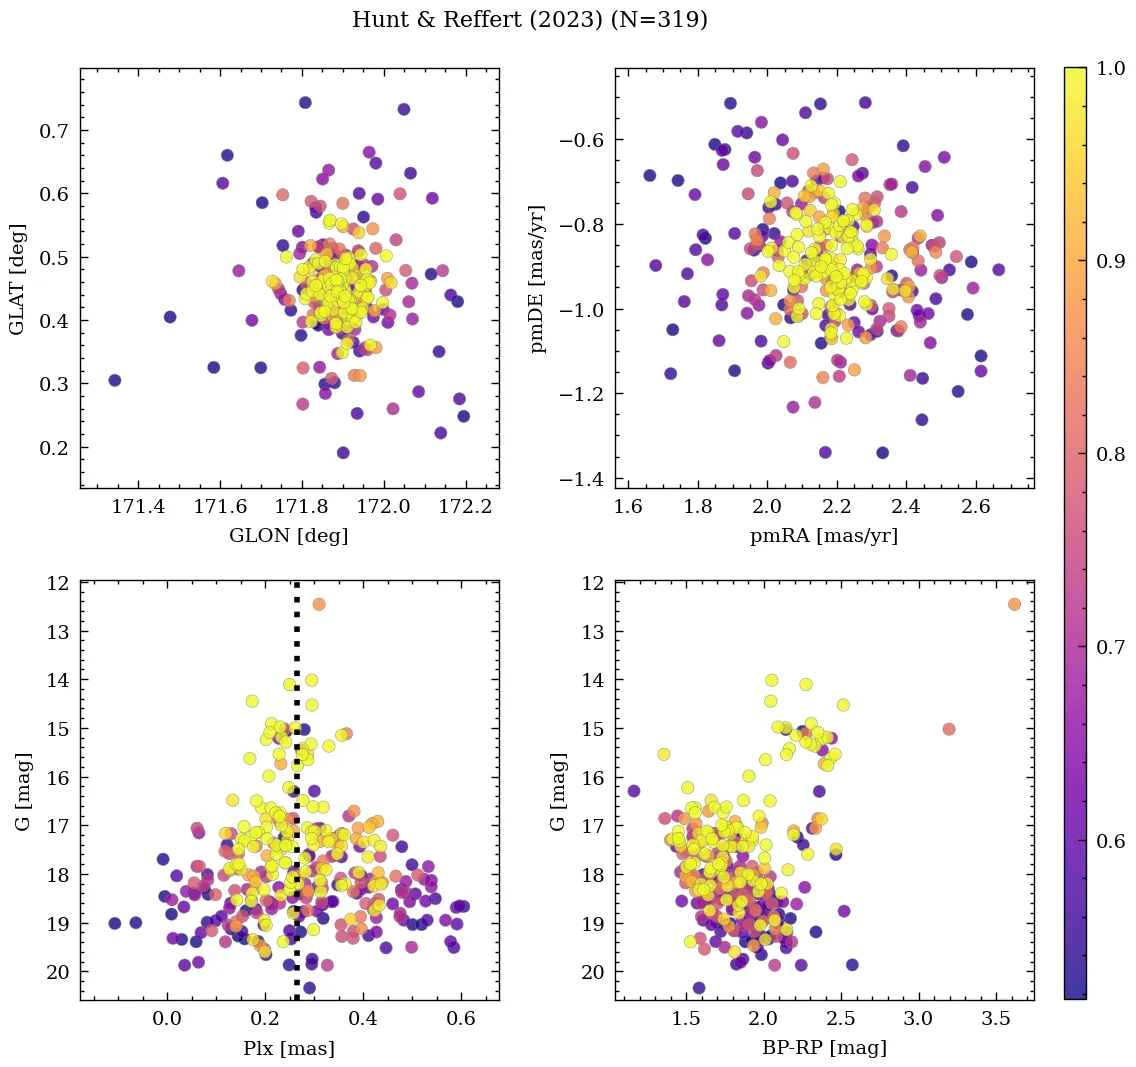 Hunt & Reffert (2023) (N=319)
0.7
0.6
0.5
0.4
0.3
0.2
GLAT [deg]
171.4 171.6 171.8 172.0 172.2
GLON [deg]
−0.6
−0.8
−1.0
−1.2
−1.4
pmDE [mas/yr]
1.6 1.8 2.0 2.2 2.4 2.6
pmRA [mas/yr]
12
13
14
15
16
17
18
19
20
G [mag]
0.0 0.2 0.4 0.6
Plx [mas]
12
13
14
15
16
17
18
19
20
G [mag]
1.5 2.0 2.5 3.0 3.5
BP-RP [mag]
1.0
0.9
0.8
0.7
0.6